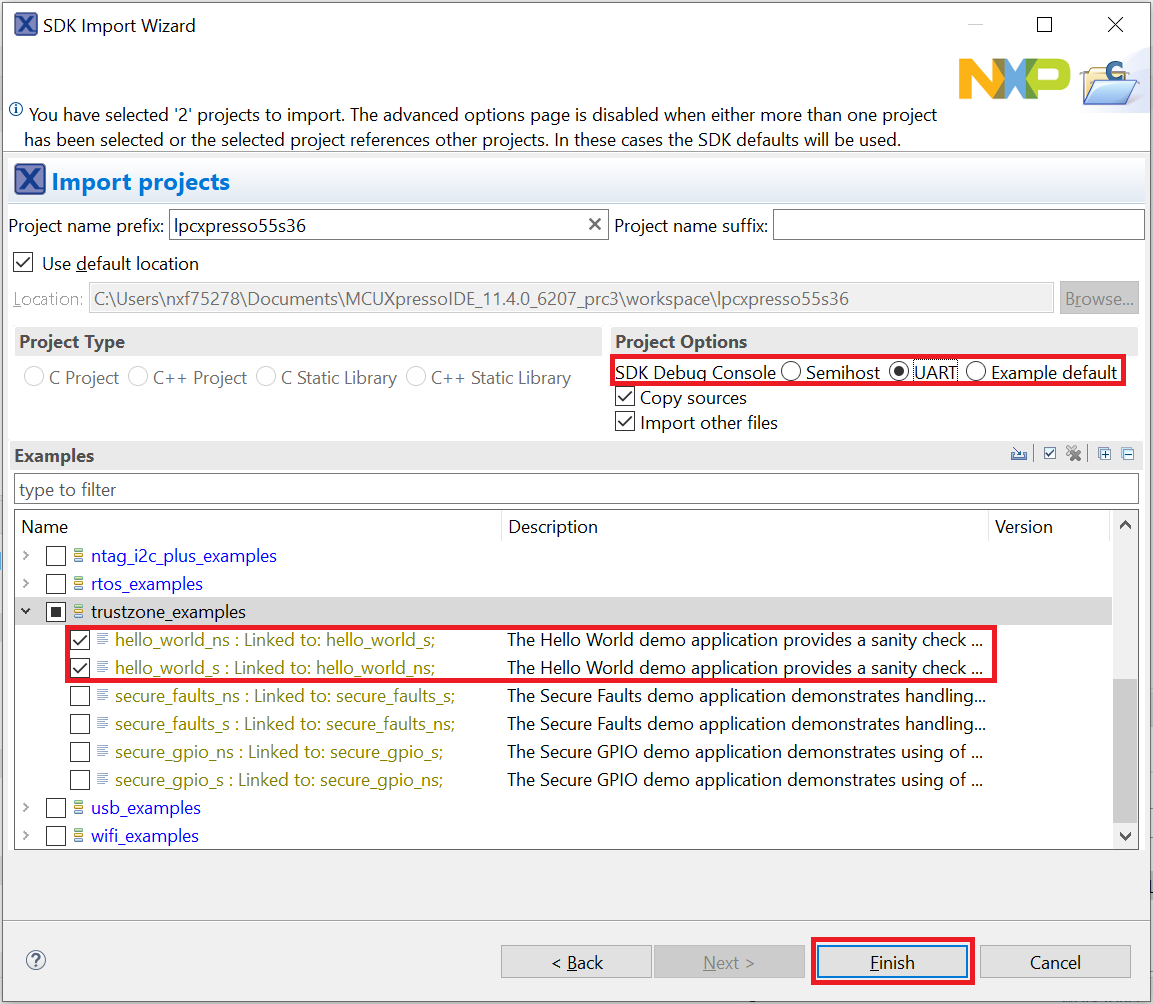 SDK Import Wizard
NXP
You have selected '2' projects to import. The advanced options page is disabled when either more than one project
has been selected or the selected project references other projects. In these cases the SDK defaults will be used.
Import projects
Project name prefix: lpcxpresso55s36 Project name suffix:
Use default location
Location: C:\Users\nxf75278\Documents\MCUXpressoIDE_11.4.0_6207_prc3\workspace\lpcxpresso55s36 Browse...
Project Type Project Options
C Project C++ Project C Static Library C++ Static Library SDK Debug Console Semihost UART Example default
Copy sources
Import other files
Examples
type to filter
Name Description Version
ntag_i2c_plus_examples
rtos_examples
trustzone_examples
hello_world_ns : Linked to: hello_world_s; The Hello World demo application provides a sanity check ...
hello_world_s : Linked to: hello_world_ns; The Hello World demo application provides a sanity check ...
secure_faults_ns : Linked to: secure_faults_s; The Secure Faults demo application demonstrates handling...
secure_faults_s : Linked to: secure_faults_ns; The Secure Faults demo application demonstrates handling...
secure_gpio_ns : Linked to: secure_gpio_s; The Secure GPIO demo application demonstrates using of ...
secure_gpio_s : Linked to: secure_gpio_ns; The Secure GPIO demo application demonstrates using of ...
usb_examples
wifi_examples
< Back Next > Finish Cancel